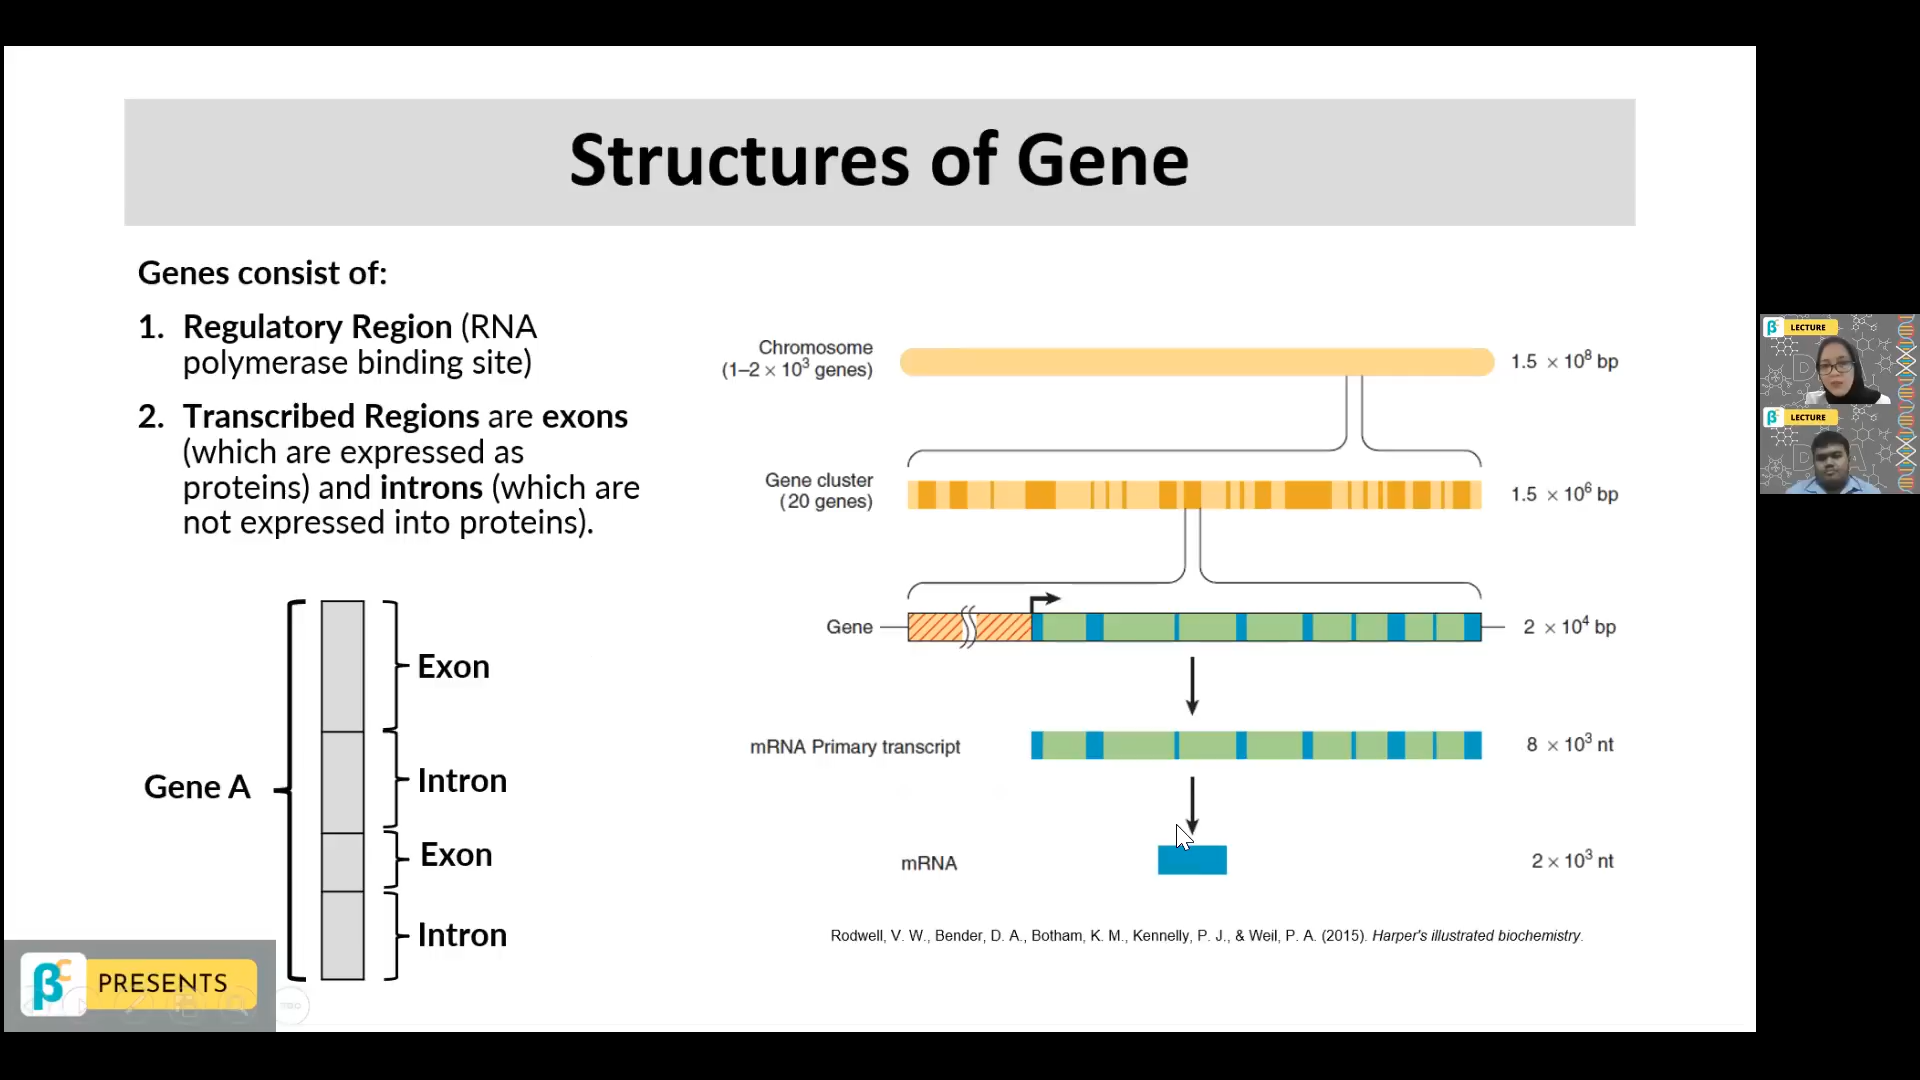 Structures of Gene
Genes consist of:
1. Regulatory Region (RNA
polymerase binding site)
2. Transcribed Regions are exons
(which are expressed as
proteins) and introns (which are
not expressed into proteins).
Gene A
Exon
Intron
Exon
Intron
Chromosome
(1–2 × 10³ genes)
1.5 × 10⁸ bp
Gene cluster
(20 genes)
1.5 × 10⁶ bp
Gene
2 × 10⁴ bp
mRNA Primary transcript
8 × 10³ nt
mRNA
2 × 10³ nt
Rodwell, V. W., Bender, D. A., Botham, K. M., Kennelly, P. J., & Weil, P. A. (2015). Harper's illustrated biochemistry.
βc PRESENTS
β LECTURE
β LECTURE